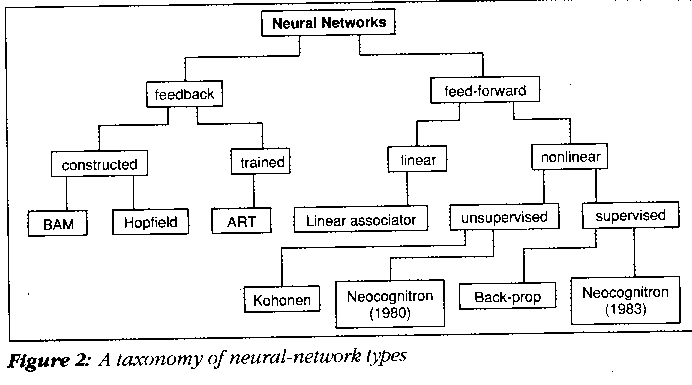 Neural Networks
feedback
feed-forward
constructed
trained
linear
nonlinear
BAM
Hopfield
ART
Linear associator
unsupervised
supervised
Kohonen
Neocognitron
(1980)
Back-prop
Neocognitron
(1983)
Figure 2: A taxonomy of neural-network types